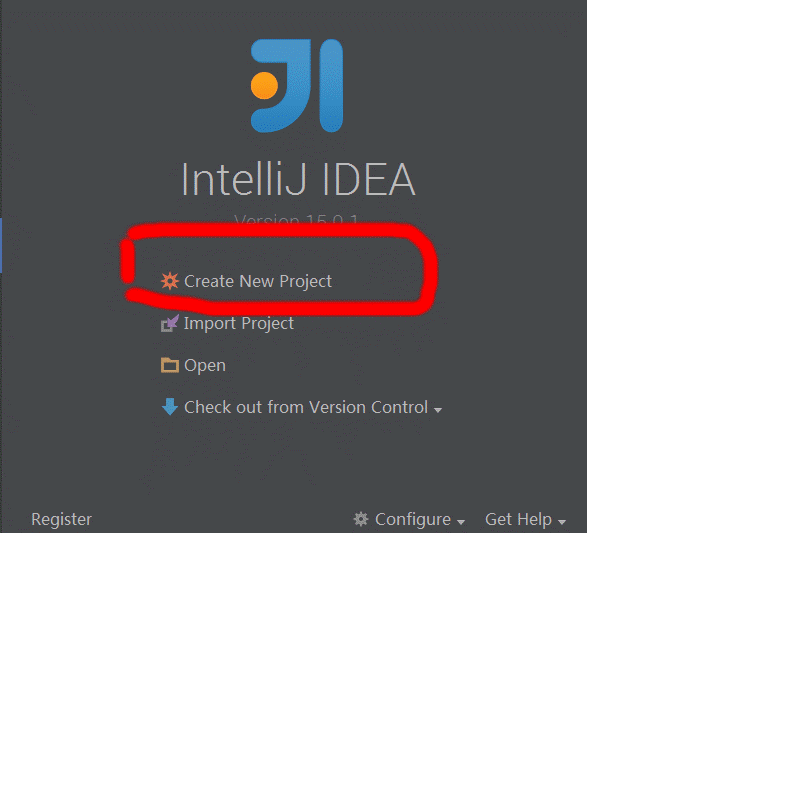 IntelliJ IDEA
Version 15.0.1
Create New Project
Import Project
Open
Check out from Version Control
Register
Configure
Get Help